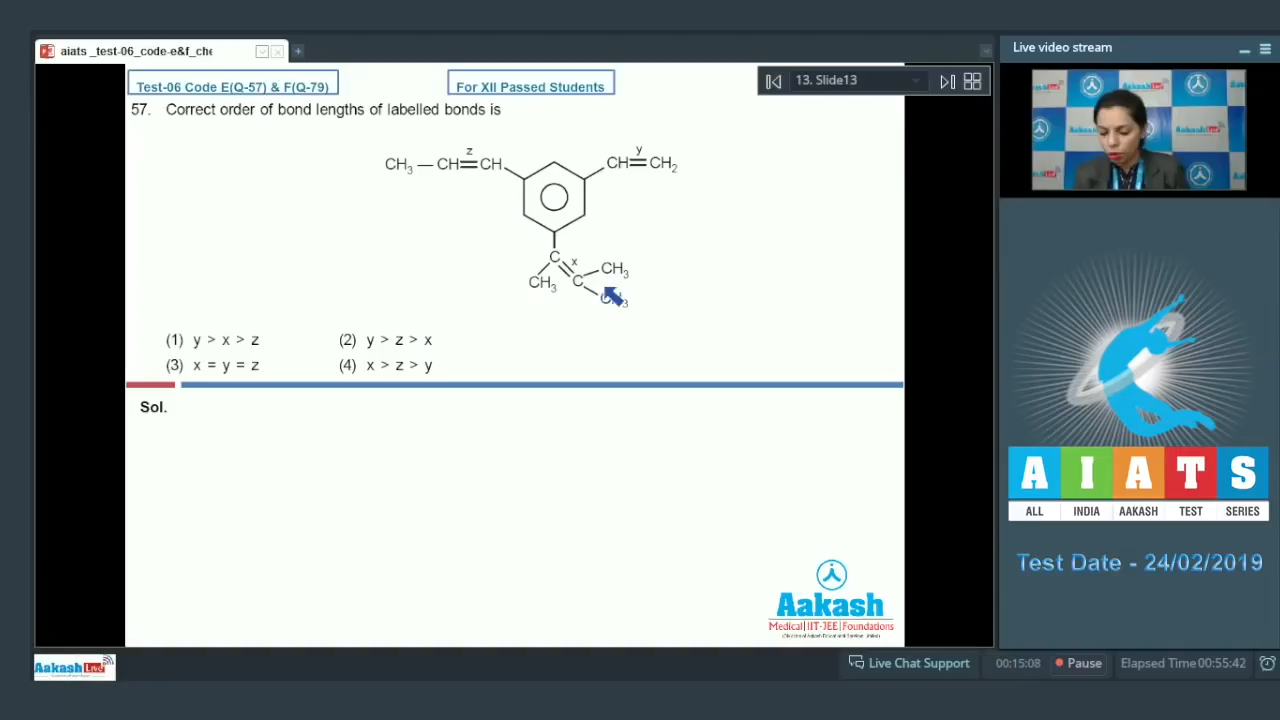 aiats _test-06_code-e&f_che
Live video stream
Test-06 Code E(Q-57) & F(Q-79)
For XII Passed Students
13. Slide13
57. Correct order of bond lengths of labelled bonds is
z
y
CH3 — CH=CH
CH=CH2
C
x
CH3
CH3
C
CH3
(1) y > x > z
(2) y > z > x
(3) x = y = z
(4) x > z > y
Sol.
AIATS
ALL INDIA AAKASH TEST SERIES
Test Date - 24/02/2019
Aakash
Medical|IIT-JEE|Foundations
Aakash Live
Live Chat Support
00:15:08
Pause
Elapsed Time 00:55:42